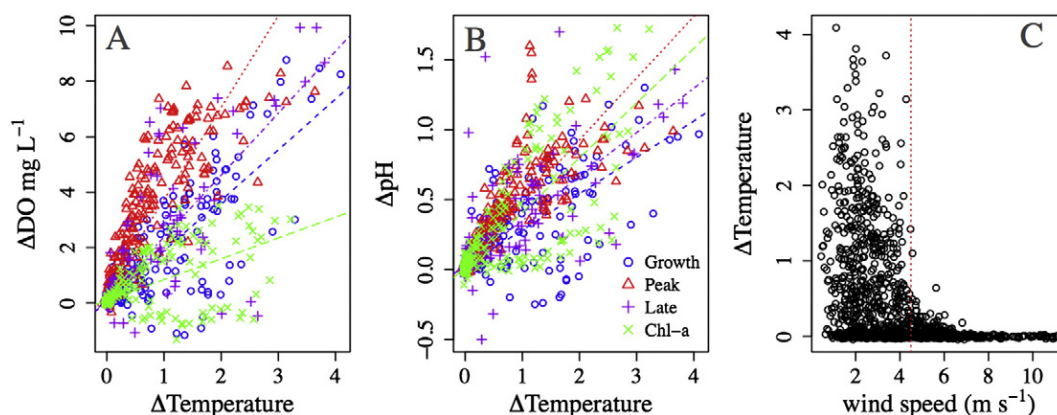 A
B
C
ΔDO mg L⁻¹
0 2 4 6 8 10
0 1 2 3 4
ΔTemperature
ΔpH
−0.5 0.0 0.5 1.0 1.5
0 1 2 3 4
ΔTemperature
Growth
Peak
Late
Chl−a
ΔTemperature
0 1 2 3 4
2 4 6 8 10
wind speed (m s⁻¹)